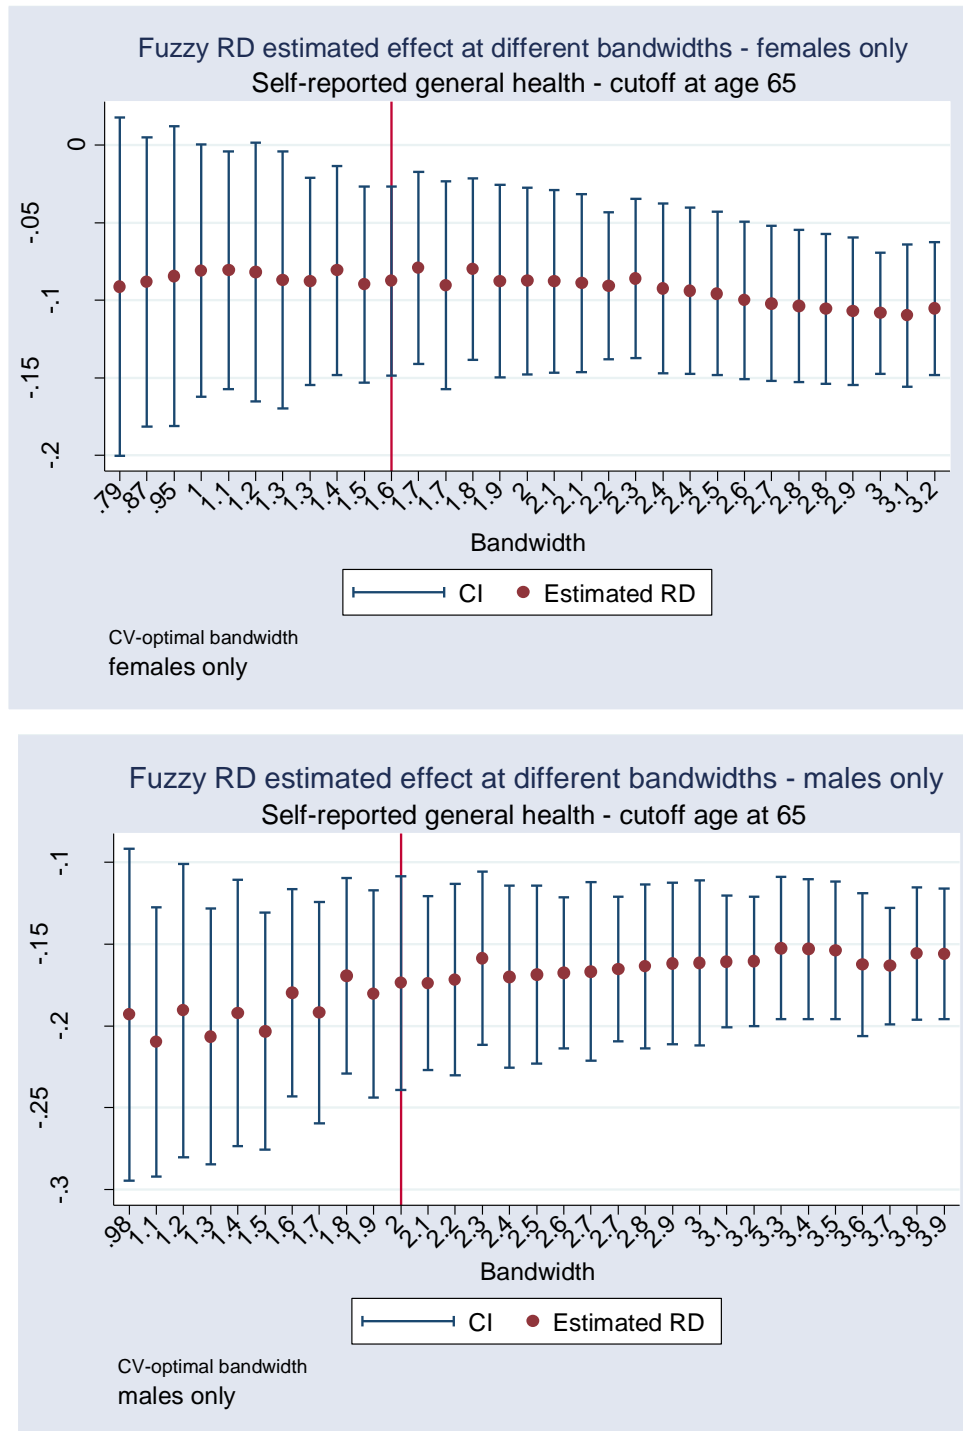 Fuzzy RD estimated effect at different bandwidths - females only
Self-reported general health - cutoff at age 65
0
-.05
-.1
-.15
-.2
.79 .87 .95 1 1.1 1.2 1.3 1.3 1.4 1.5 1.6 1.7 1.7 1.8 1.9 2 2.1 2.1 2.2 2.3 2.4 2.4 2.5 2.6 2.7 2.8 2.8 2.9 3 3.1 3.2
Bandwidth
CI Estimated RD
CV-optimal bandwidth
females only
Fuzzy RD estimated effect at different bandwidths - males only
Self-reported general health - cutoff age at 65
-.1
-.15
-.2
-.25
-.3
.98 1.1 1.2 1.3 1.4 1.5 1.6 1.7 1.8 1.9 2 2.1 2.2 2.3 2.4 2.5 2.6 2.7 2.8 2.9 3 3.1 3.2 3.3 3.4 3.5 3.6 3.7 3.8 3.9
Bandwidth
CI Estimated RD
CV-optimal bandwidth
males only